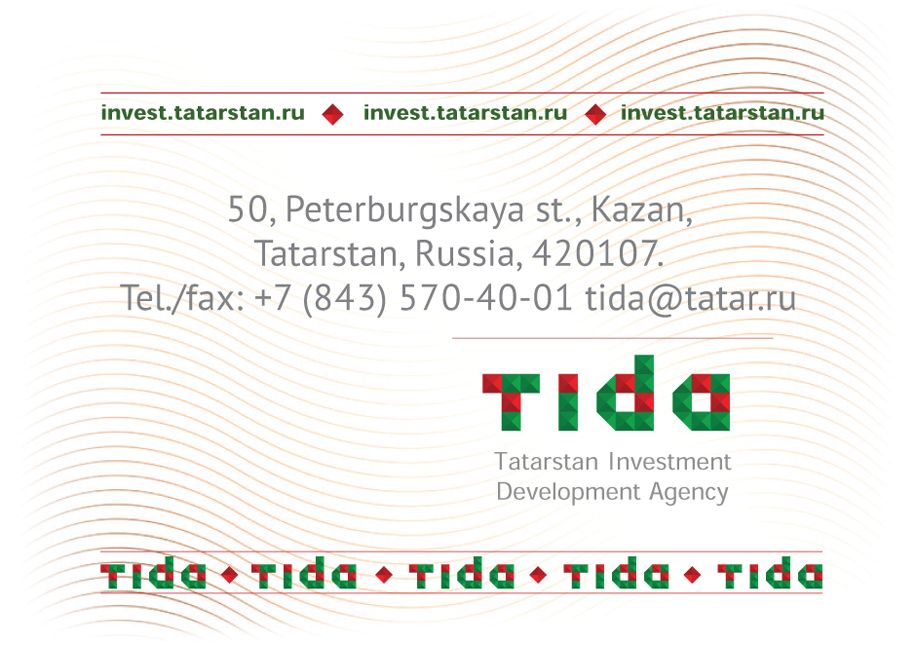 invest.tatarstan.ru invest.tatarstan.ru invest.tatarstan.ru
50, Peterburgskaya st., Kazan,
Tatarstan, Russia, 420107.
Tel./fax: +7 (843) 570-40-01 tida@tatar.ru
TIda
Tatarstan Investment
Development Agency
TIda TIda TIda TIda TIda